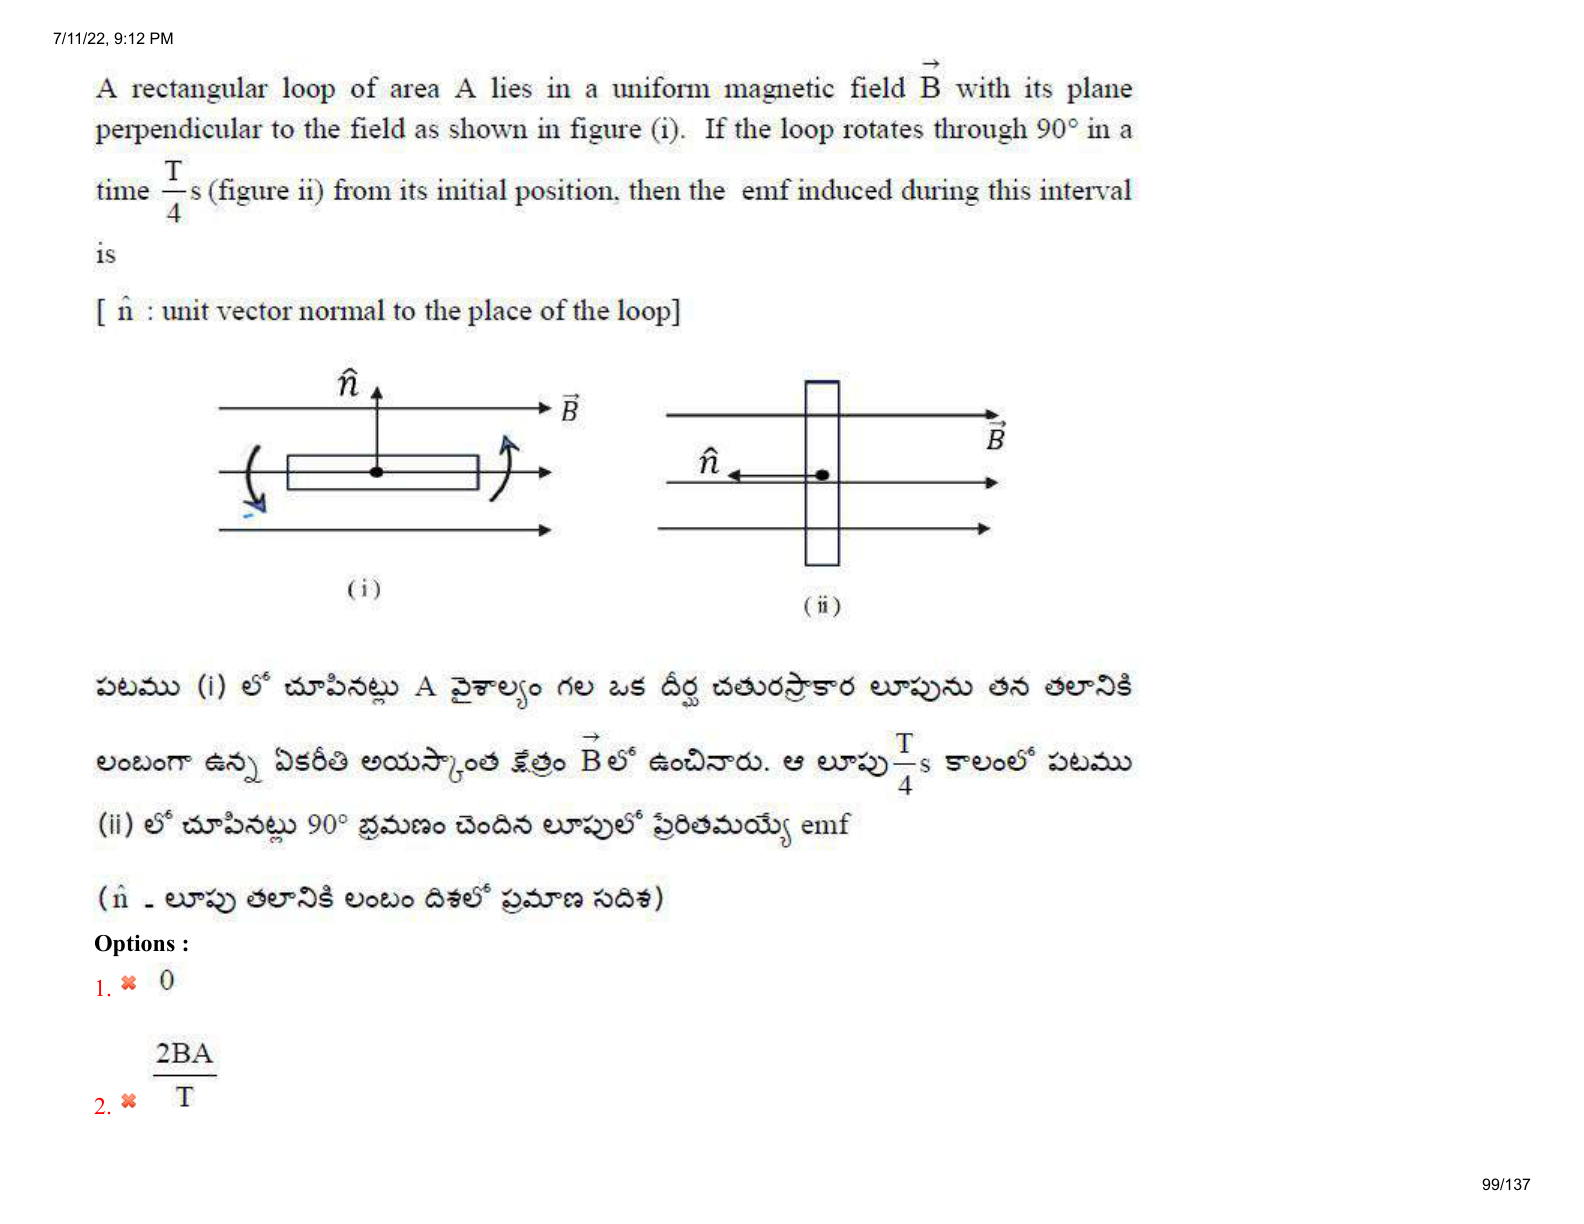 7/11/22, 9:12 PM
A rectangular loop of area A lies in a uniform magnetic field \vec{B} with its plane
perpendicular to the field as shown in figure (i). If the loop rotates through 90° in a
time \frac{T}{4} s (figure ii) from its initial position, then the emf induced during this interval
is
[ n̂ : unit vector normal to the place of the loop]
n̂
\vec{B}
n̂
\vec{B}
( i )
( ii )
పటము (i) లో చూపినట్లు A వైశాల్యం గల ఒక దీర్ఘ చతురస్రాకార లూపును తన తలానికి
లంబంగా ఉన్న ఏకరీతి అయస్కాంత క్షేత్రం \vec{B} లో ఉంచినారు. ఆ లూపు \frac{T}{4} s కాలంలో పటము
(ii) లో చూపినట్లు 90° భ్రమణం చెందిన లూపులో ప్రేరితమయ్యే emf
(n̂ - లూపు తలానికి లంబం దిశలో ప్రమాణ సదిశ)
Options :
1. ✖ 0
2. ✖ \frac{2BA}{T}
99/137